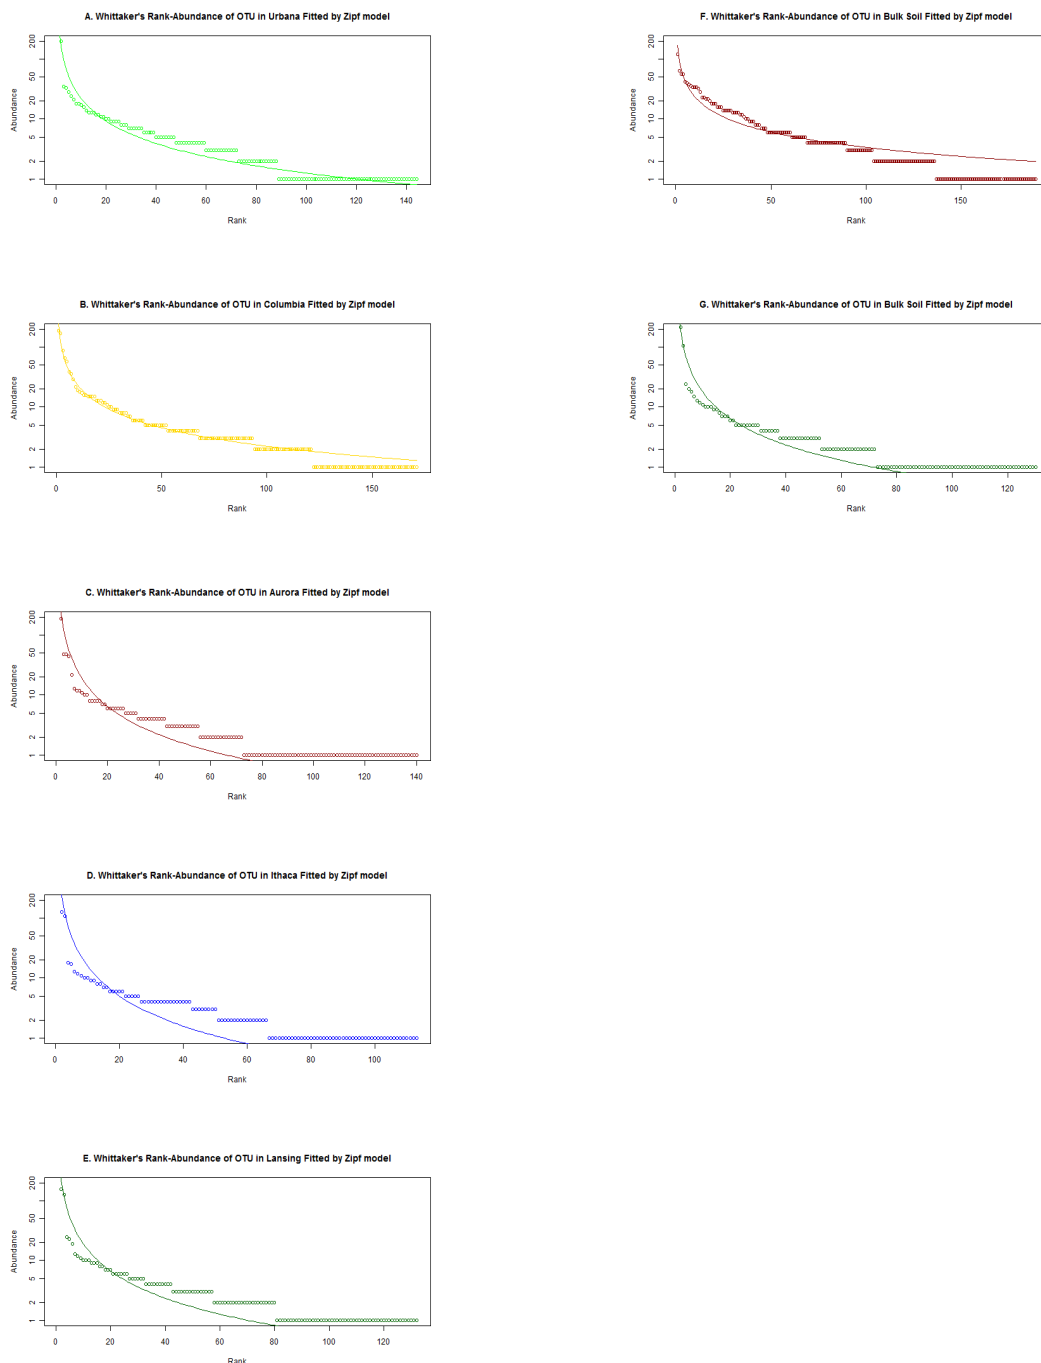 A. Whittaker's Rank-Abundance of OTU in Urbana Fitted by Zipf model
200
50
20
10
5
2
1
Abundance
0 20 40 60 80 100 120 140
Rank
B. Whittaker's Rank-Abundance of OTU in Columbia Fitted by Zipf model
200
50
20
10
5
2
1
Abundance
0 50 100 150
Rank
C. Whittaker's Rank-Abundance of OTU in Aurora Fitted by Zipf model
200
50
20
10
5
2
1
Abundance
0 20 40 60 80 100 120 140
Rank
D. Whittaker's Rank-Abundance of OTU in Ithaca Fitted by Zipf model
200
50
20
10
5
2
1
Abundance
0 20 40 60 80 100
Rank
E. Whittaker's Rank-Abundance of OTU in Lansing Fitted by Zipf model
200
50
20
10
5
2
1
Abundance
0 20 40 60 80 100 120
Rank
F. Whittaker's Rank-Abundance of OTU in Bulk Soil Fitted by Zipf model
200
50
20
10
5
2
1
Abundance
0 50 100 150
Rank
G. Whittaker's Rank-Abundance of OTU in Bulk Soil Fitted by Zipf model
200
50
20
10
5
2
1
Abundance
0 20 40 60 80 100 120
Rank